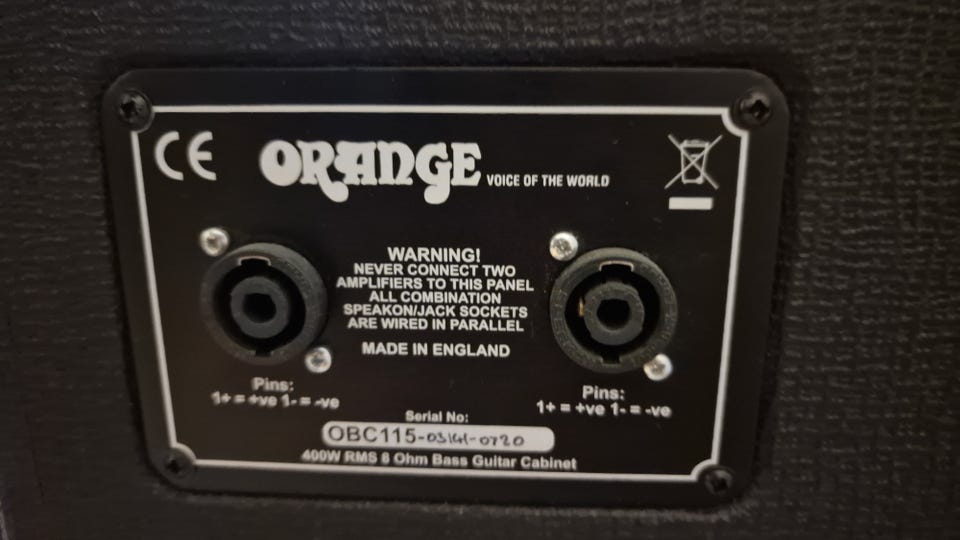 CE
ORANGE VOICE OF THE WORLD
WARNING!
NEVER CONNECT TWO
AMPLIFIERS TO THIS PANEL
ALL COMBINATION
SPEAKON/JACK SOCKETS
ARE WIRED IN PARALLEL
MADE IN ENGLAND
Pins:
1+ = +ve 1- = -ve
Pins:
1+ = +ve 1- = -ve
Serial No:
OBC115-03141-0720
400W RMS 8 Ohm Bass Guitar Cabinet